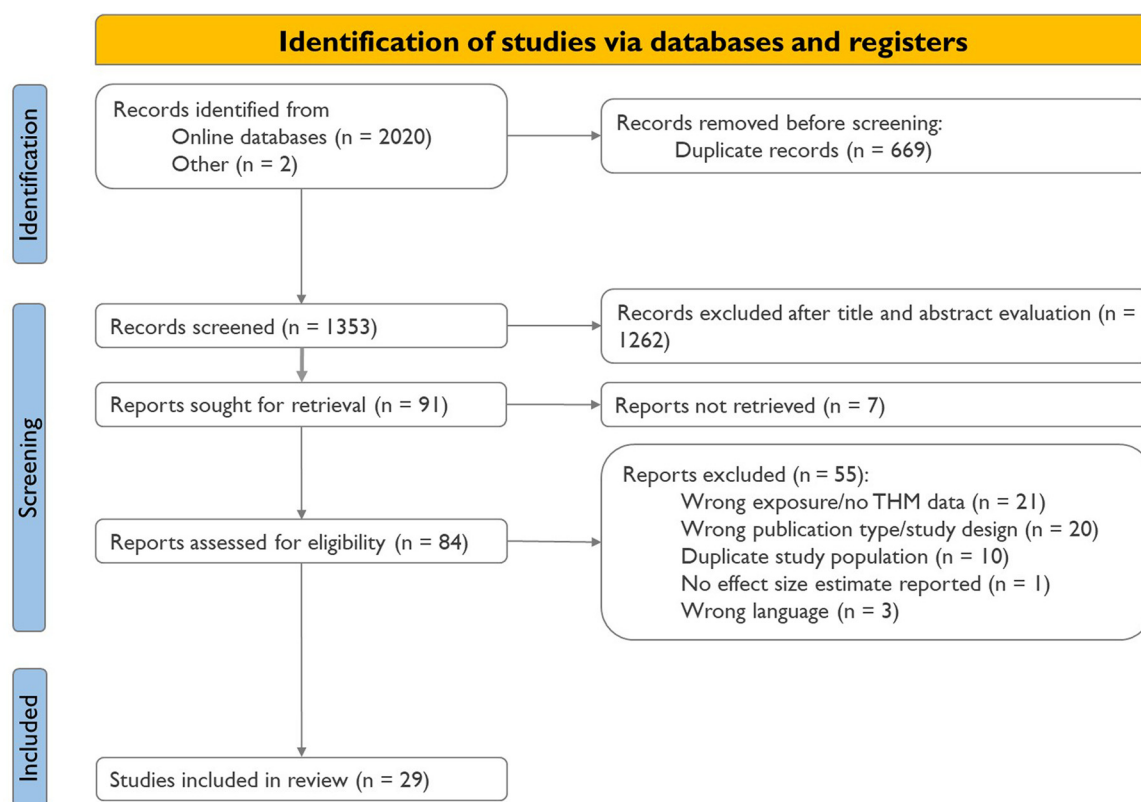 Identification of studies via databases and registers
Identification
Records identified from
Online databases (n = 2020)
Other (n = 2)
Records removed before screening:
Duplicate records (n = 669)
Screening
Records screened (n = 1353)
Records excluded after title and abstract evaluation (n =
1262)
Reports sought for retrieval (n = 91)
Reports not retrieved (n = 7)
Reports assessed for eligibility (n = 84)
Reports excluded (n = 55):
Wrong exposure/no THM data (n = 21)
Wrong publication type/study design (n = 20)
Duplicate study population (n = 10)
No effect size estimate reported (n = 1)
Wrong language (n = 3)
Included
Studies included in review (n = 29)